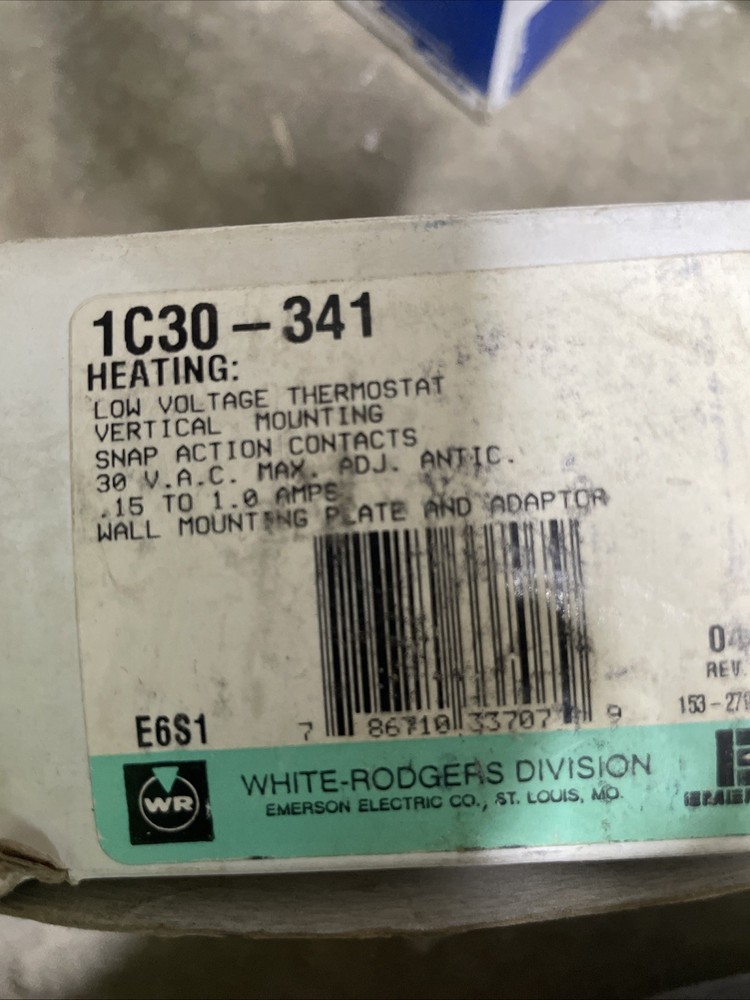 1C30-341
HEATING:
LOW VOLTAGE THERMOSTAT
VERTICAL MOUNTING
SNAP ACTION CONTACTS
30 V.A.C. MAX. ADJ. ANTIC.
.15 TO 1.0 AMPS
WALL MOUNTING PLATE AND ADAPTOR
E6S1
7 86710 33707 9
REV.
WR
WHITE-RODGERS DIVISION
EMERSON ELECTRIC CO., ST. LOUIS, MO.